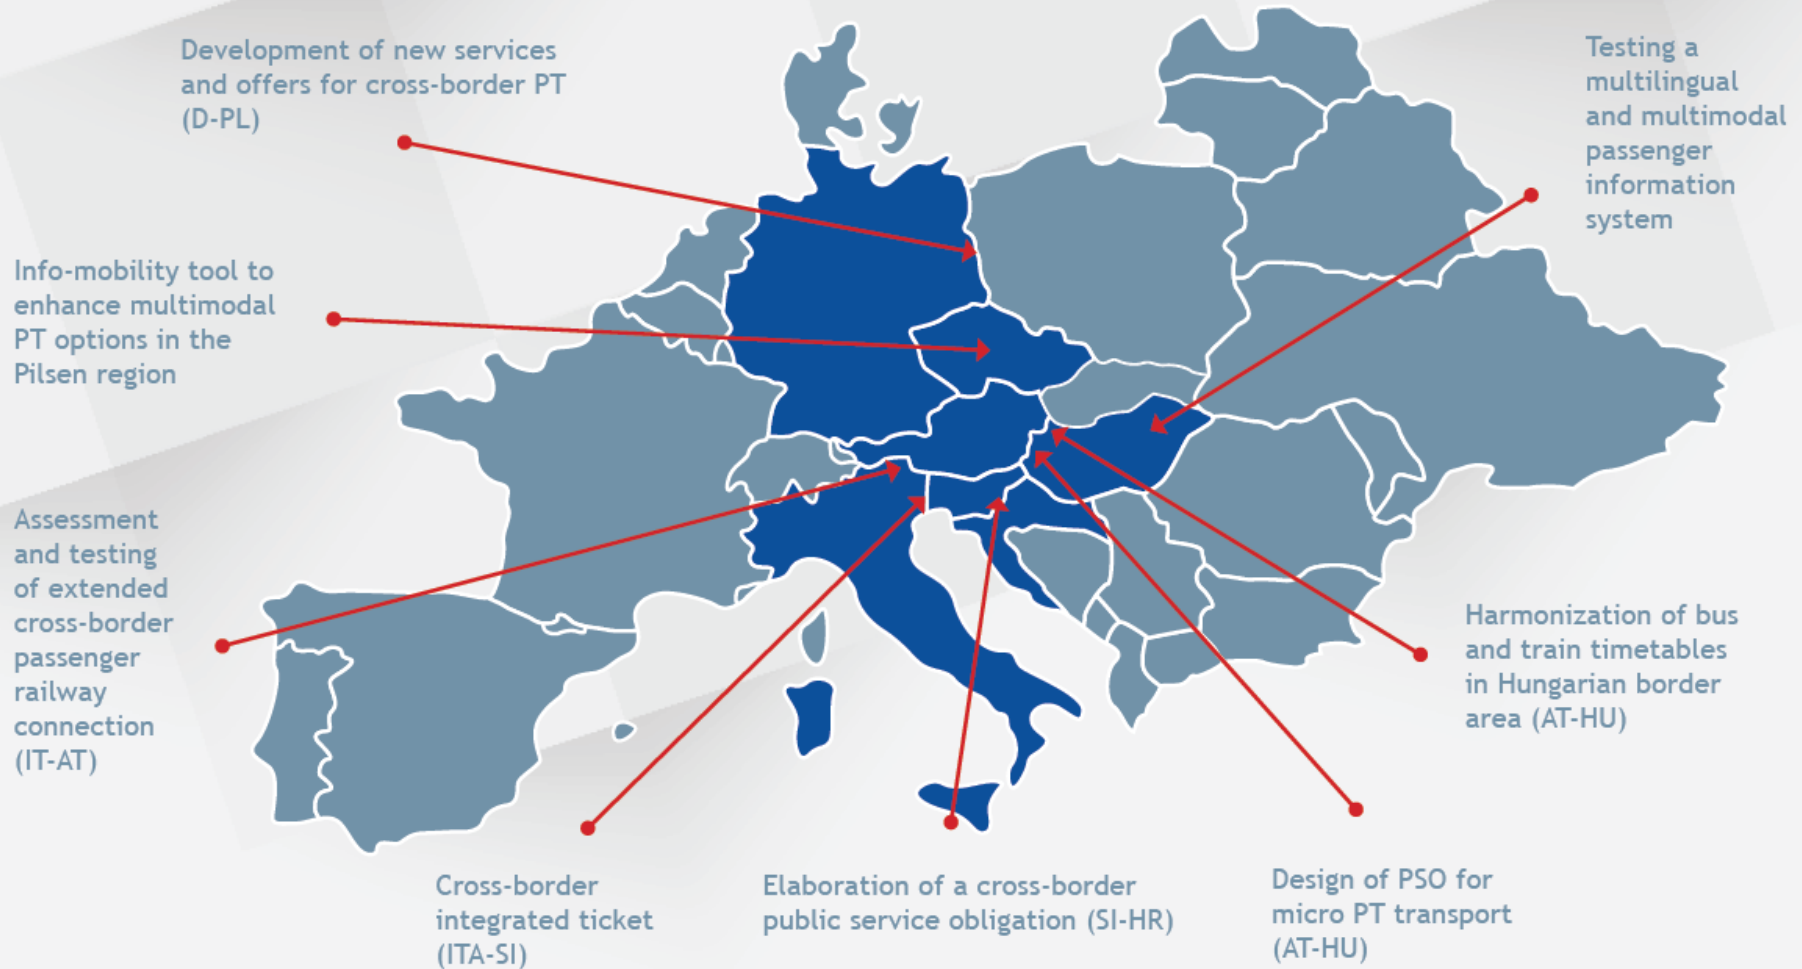 Development of new services
and offers for cross-border PT
(D-PL)
Testing a
multilingual
and multimodal
passenger
information
system
Info-mobility tool to
enhance multimodal
PT options in the
Pilsen region
Assessment
and testing
of extended
cross-border
passenger
railway
connection
(IT-AT)
Harmonization of bus
and train timetables
in Hungarian border
area (AT-HU)
Cross-border
integrated ticket
(ITA-SI)
Elaboration of a cross-border
public service obligation (SI-HR)
Design of PSO for
micro PT transport
(AT-HU)